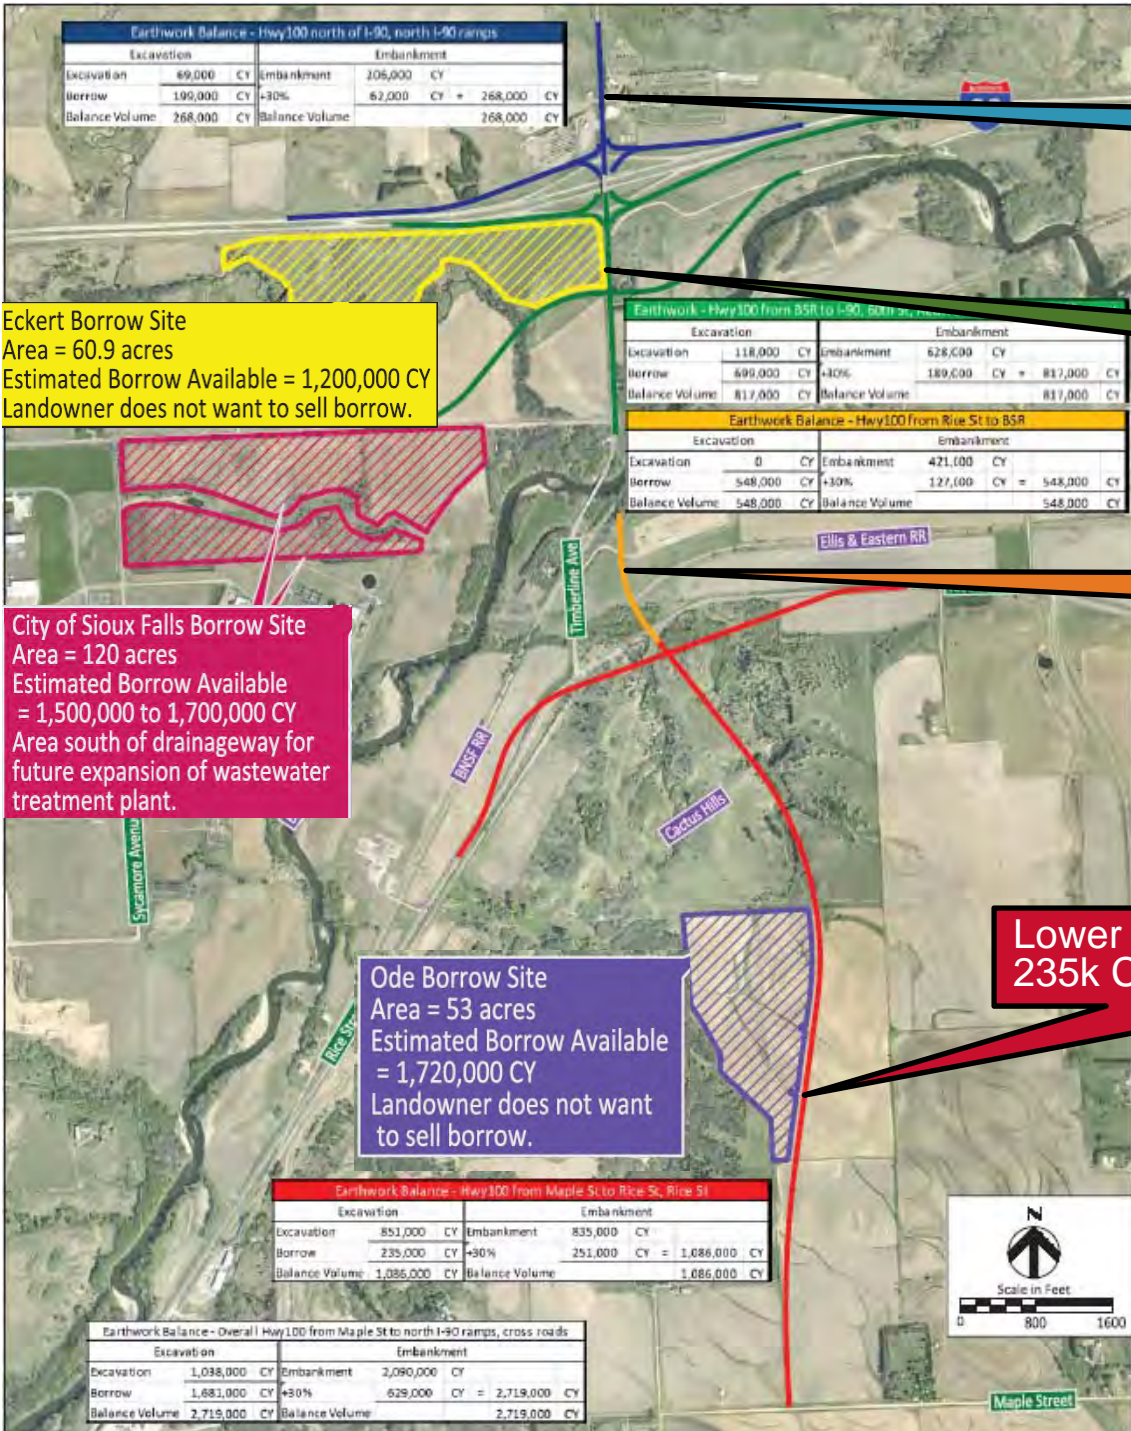 Earthwork Balance - Hwy100 north of I-90, north I-90 ramps
Excavation Embankment
Excavation 69,000 CY Embankment 206,000 CY
Borrow 199,000 CY +30% 62,000 CY = 268,000 CY
Balance Volume 268,000 CY Balance Volume 268,000 CY
Eckert Borrow Site
Area = 60.9 acres
Estimated Borrow Available = 1,200,000 CY
Landowner does not want to sell borrow.
Earthwork - Hwy100 from BSR to I-90, 60th St,
Excavation Embankment
Excavation 118,000 CY Embankment 628,000 CY
Borrow 699,000 CY +30% 189,000 CY = 817,000 CY
Balance Volume 817,000 CY Balance Volume 817,000 CY
Earthwork Balance - Hwy100 from Rice St to BSR
Excavation Embankment
Excavation 0 CY Embankment 421,000 CY
Borrow 548,000 CY +30% 127,000 CY = 548,000 CY
Balance Volume 548,000 CY Balance Volume 548,000 CY
Ellis & Eastern RR
Timberline Ave
City of Sioux Falls Borrow Site
Area = 120 acres
Estimated Borrow Available
= 1,500,000 to 1,700,000 CY
Area south of drainageway for
future expansion of wastewater
treatment plant.
BNSF RR
Cactus Hills
Sycamore Avenu
Lower
235k C
Ode Borrow Site
Area = 53 acres
Estimated Borrow Available
= 1,720,000 CY
Landowner does not want
to sell borrow.
Rice Str
Earthwork Balance - Hwy100 from Maple St to Rice St, Rice St
Excavation Embankment
Excavation 851,000 CY Embankment 835,000 CY
Borrow 235,000 CY +30% 251,000 CY = 1,086,000 CY
Balance Volume 1,086,000 CY Balance Volume 1,086,000 CY
N
Scale in Feet
0 800 1600
Earthwork Balance - Overall Hwy100 from Maple St to north I-90 ramps, cross roads
Excavation Embankment
Excavation 1,038,000 CY Embankment 2,090,000 CY
Borrow 1,681,000 CY +30% 629,000 CY = 2,719,000 CY
Balance Volume 2,719,000 CY Balance Volume 2,719,000 CY
Maple Street